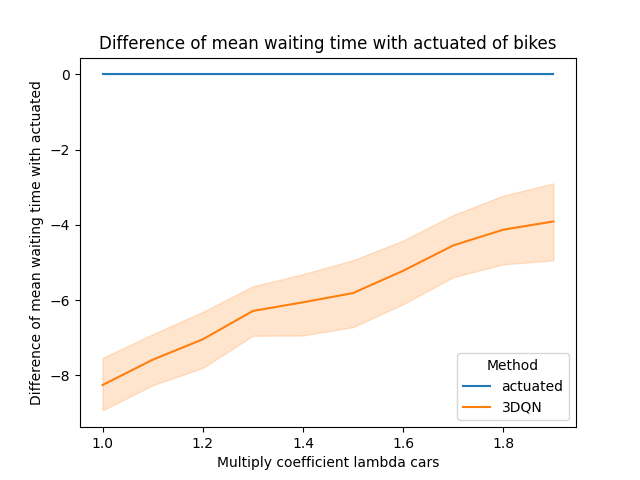 Difference of mean waiting time with actuated of bikes
Difference of mean waiting time with actuated
0
−2
−4
−6
−8
1.0
1.2
1.4
1.6
1.8
Multiply coefficient lambda cars
Method
actuated
3DQN